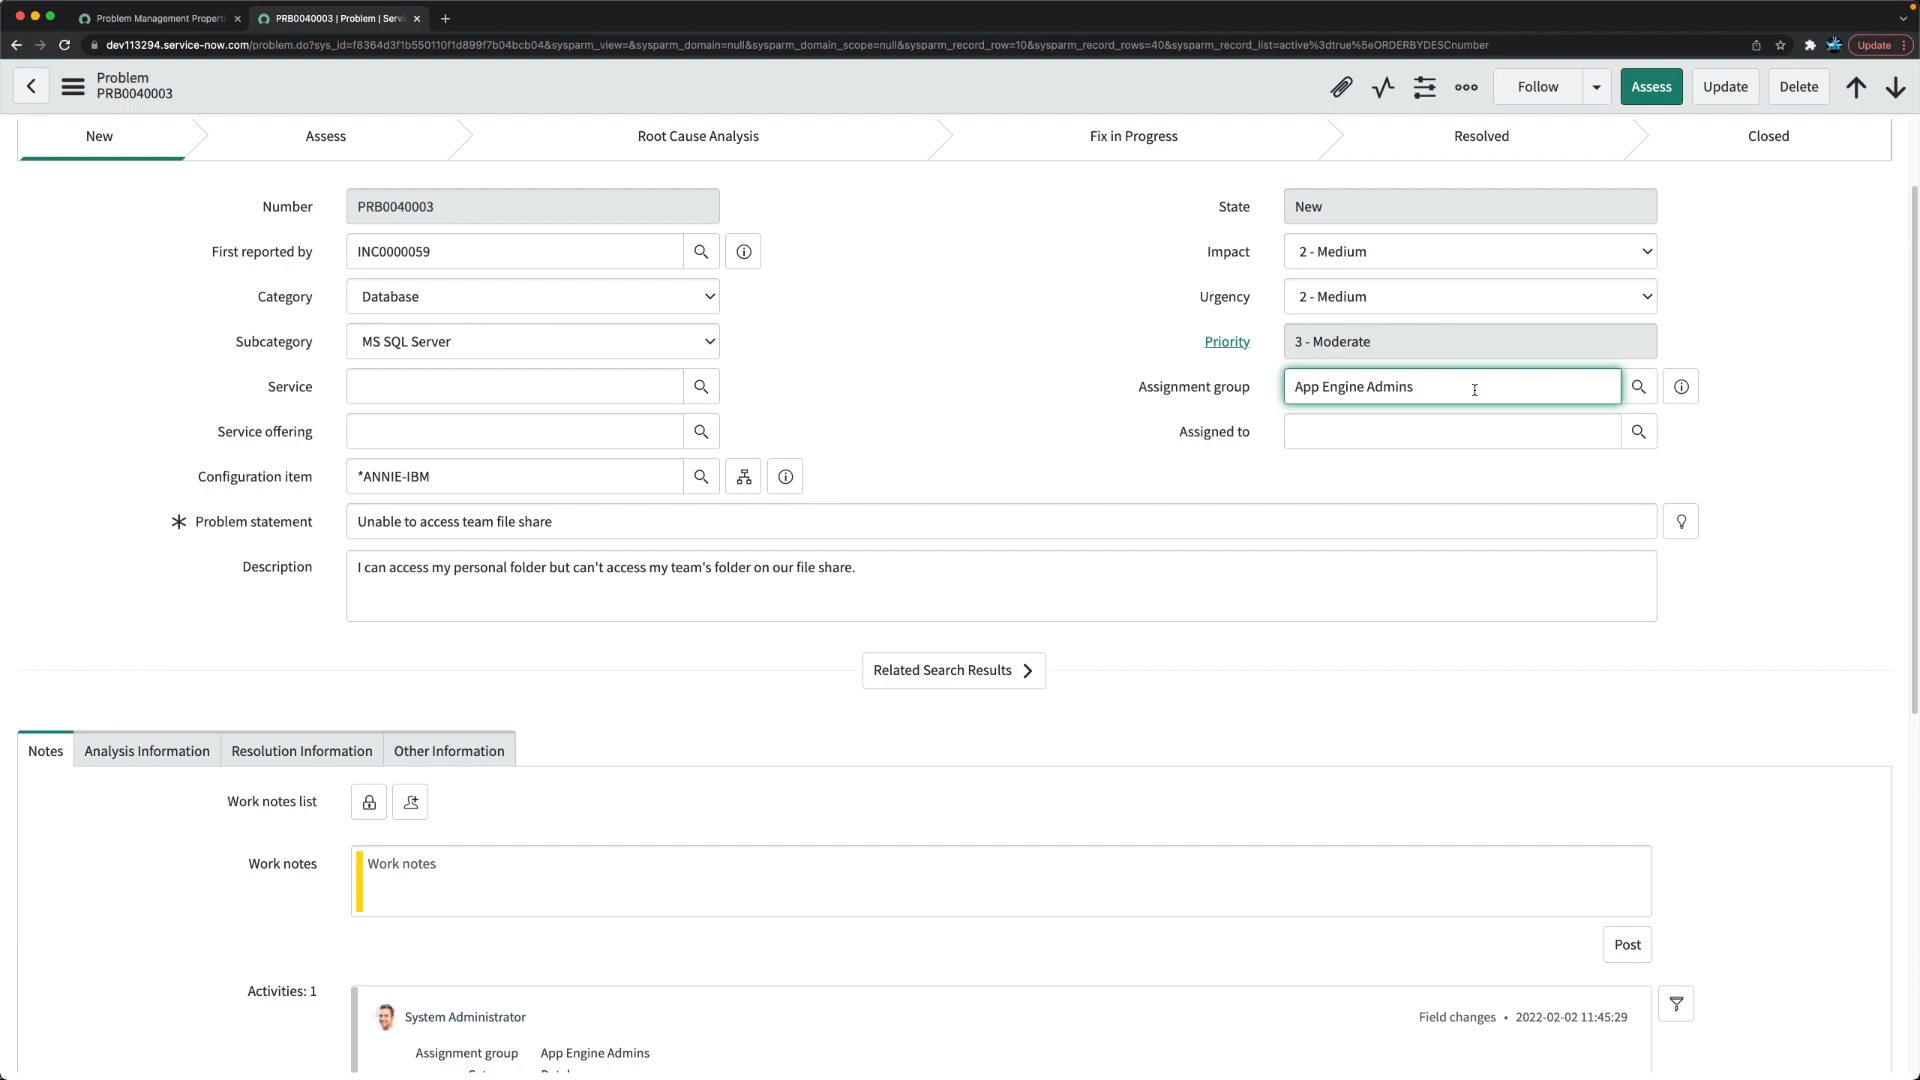 Problem Management Properti
PRB0040003 | Problem | Servi
dev113294.service-now.com/problem.do?sys_id=f8364d3f1b550110f1d899f7b04bcb04&sysparm_view=&sysparm_domain=null&sysparm_domain_scope=null&sysparm_record_row=10&sysparm_record_rows=40&sysparm_record_list=active%3dtrue%5eORDERBYDESCnumber
Update
Problem
PRB0040003
Follow
Assess
Update
Delete
New
Assess
Root Cause Analysis
Fix in Progress
Resolved
Closed
Number PRB0040003
State New
First reported by INC0000059
Impact 2 - Medium
Category Database
Urgency 2 - Medium
Subcategory MS SQL Server
Priority 3 - Moderate
Service
Assignment group App Engine Admins
Service offering
Assigned to
Configuration item *ANNIE-IBM
Problem statement Unable to access team file share
Description I can access my personal folder but can't access my team's folder on our file share.
Related Search Results
Notes
Analysis Information
Resolution Information
Other Information
Work notes list
Work notes Work notes
Post
Activities: 1
System Administrator
Field changes • 2022-02-02 11:45:29
Assignment group App Engine Admins